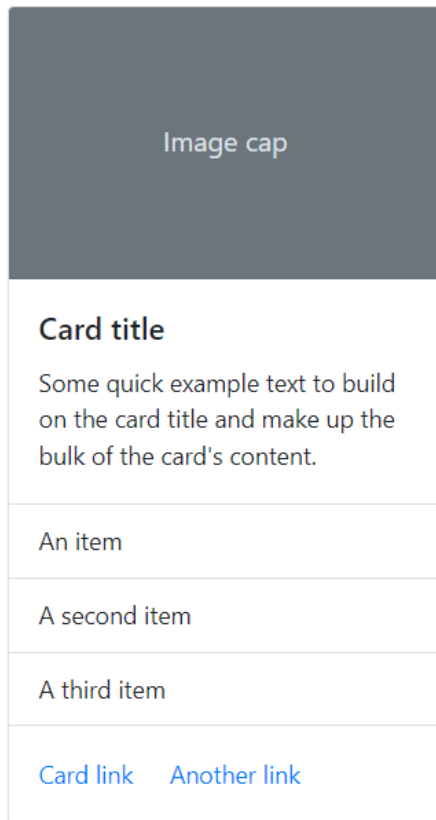 Image cap
Card title
Some quick example text to build
on the card title and make up the
bulk of the card's content.
An item
A second item
A third item
Card link Another link